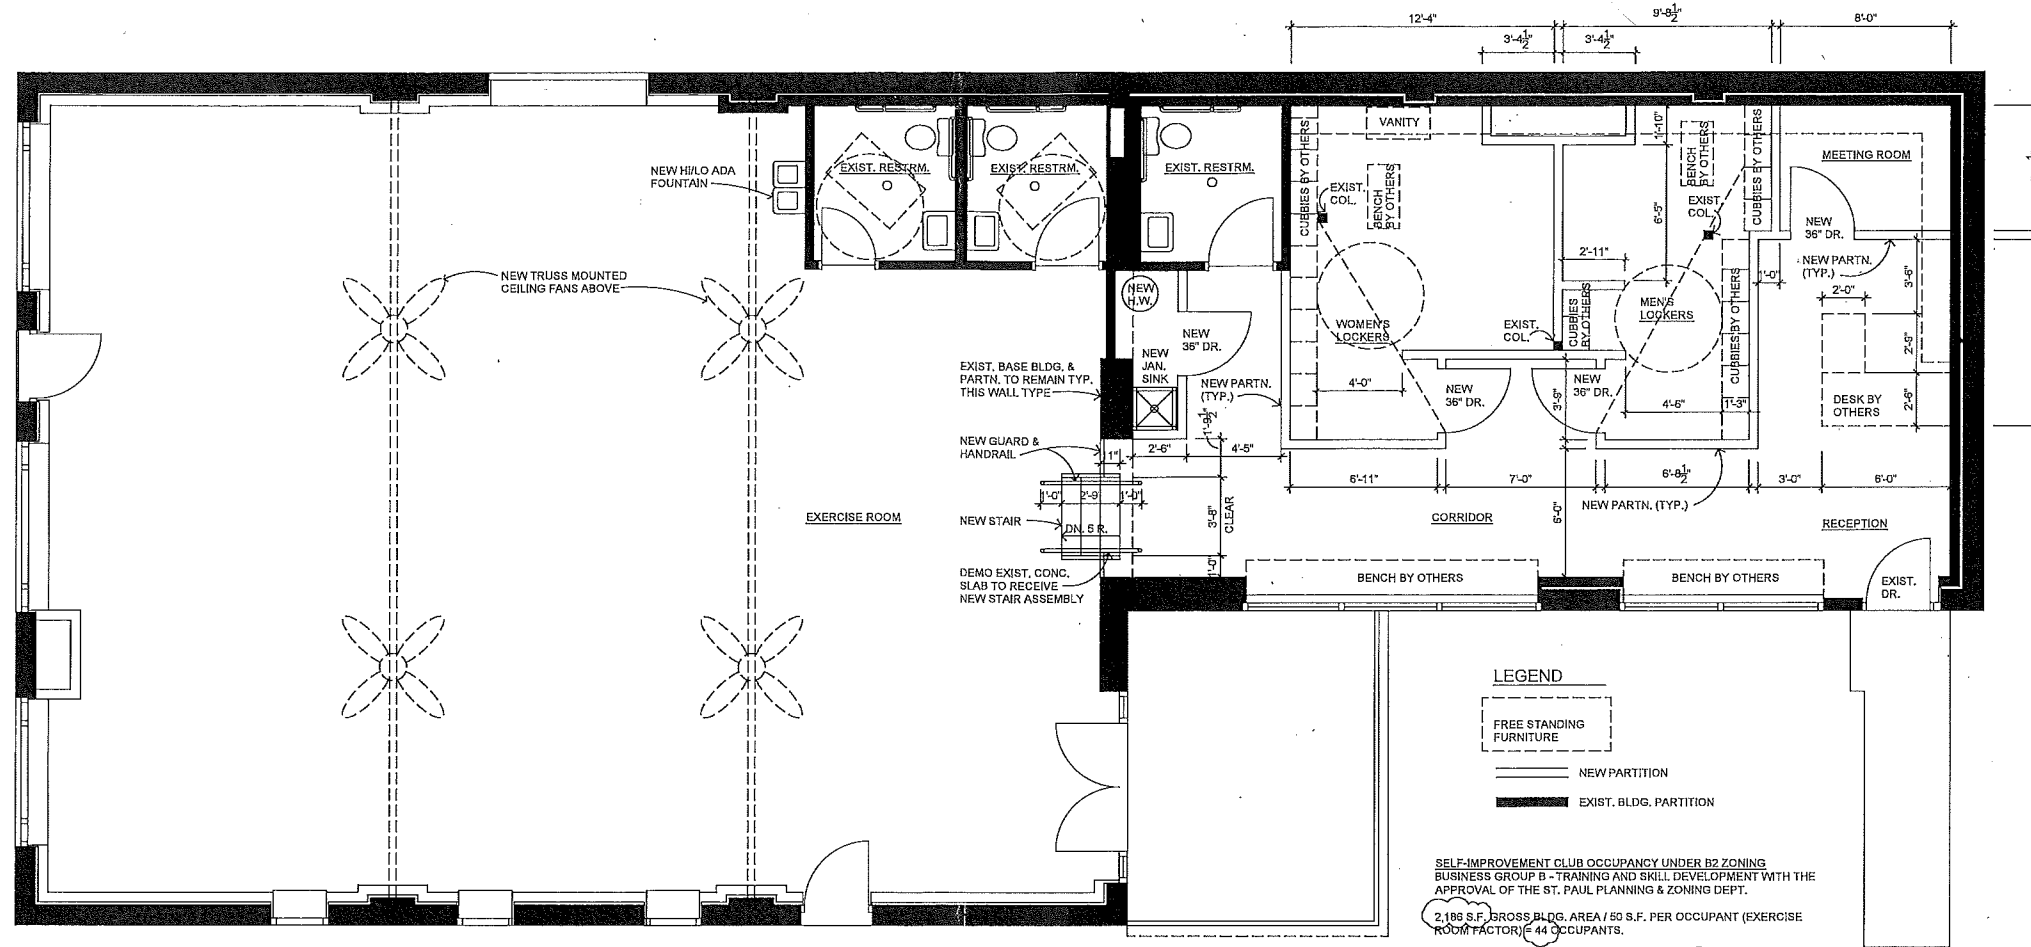 12'-4"
9'-8½"
8'-0"
3'-4½"
3'-4½"
VANITY
1'-10"
BENCH
BY OTHERS
CUBBIES BY OTHERS
MEETING ROOM
NEW HI/LO ADA
FOUNTAIN
EXIST. RESTRM.
EXIST. RESTRM.
EXIST. RESTRM.
CUBBIES BY OTHERS
EXIST.
COL.
BENCH
BY OTHERS
6'-5"
EXIST.
COL.
NEW
36" DR.
2'-11"
NEW PARTN.
(TYP.)
1'-0"
3'-6"
NEW TRUSS MOUNTED
CEILING FANS ABOVE
NEW
H.W.
2'-0"
MEN'S
LOCKERS
CUBBIES BY OTHERS
CUBBIES
BY OTHERS
WOMEN'S
LOCKERS
EXIST.
COL.
NEW
36" DR.
2'-9"
NEW
JAN.
SINK
EXIST. BASE BLDG. &
PARTN. TO REMAIN TYP.
THIS WALL TYPE
NEW PARTN.
(TYP.)
4'-0"
NEW
36" DR.
3'-9"
NEW
36" DR.
4'-6"
1'-3"
DESK BY
OTHERS
2'-6"
1'-9½"
NEW GUARD &
HANDRAIL
1"
2'-6"
4'-5"
6'-11"
7'-0"
6'-8½"
3'-0"
6'-0"
1'-0"
2'-9"
1'-0"
3'-8"
CLEAR
6'-0"
NEW PARTN. (TYP.)
EXERCISE ROOM
NEW STAIR
DN. 5 R.
CORRIDOR
RECEPTION
1'-0"
DEMO EXIST. CONC.
SLAB TO RECEIVE
NEW STAIR ASSEMBLY
BENCH BY OTHERS
BENCH BY OTHERS
EXIST.
DR.
LEGEND
FREE STANDING
FURNITURE
NEW PARTITION
EXIST. BLDG. PARTITION
SELF-IMPROVEMENT CLUB OCCUPANCY UNDER B2 ZONING
BUSINESS GROUP B - TRAINING AND SKILL DEVELOPMENT WITH THE
APPROVAL OF THE ST. PAUL PLANNING & ZONING DEPT.
2,186 S.F. GROSS BLDG. AREA / 50 S.F. PER OCCUPANT (EXERCISE
ROOM FACTOR) = 44 OCCUPANTS.